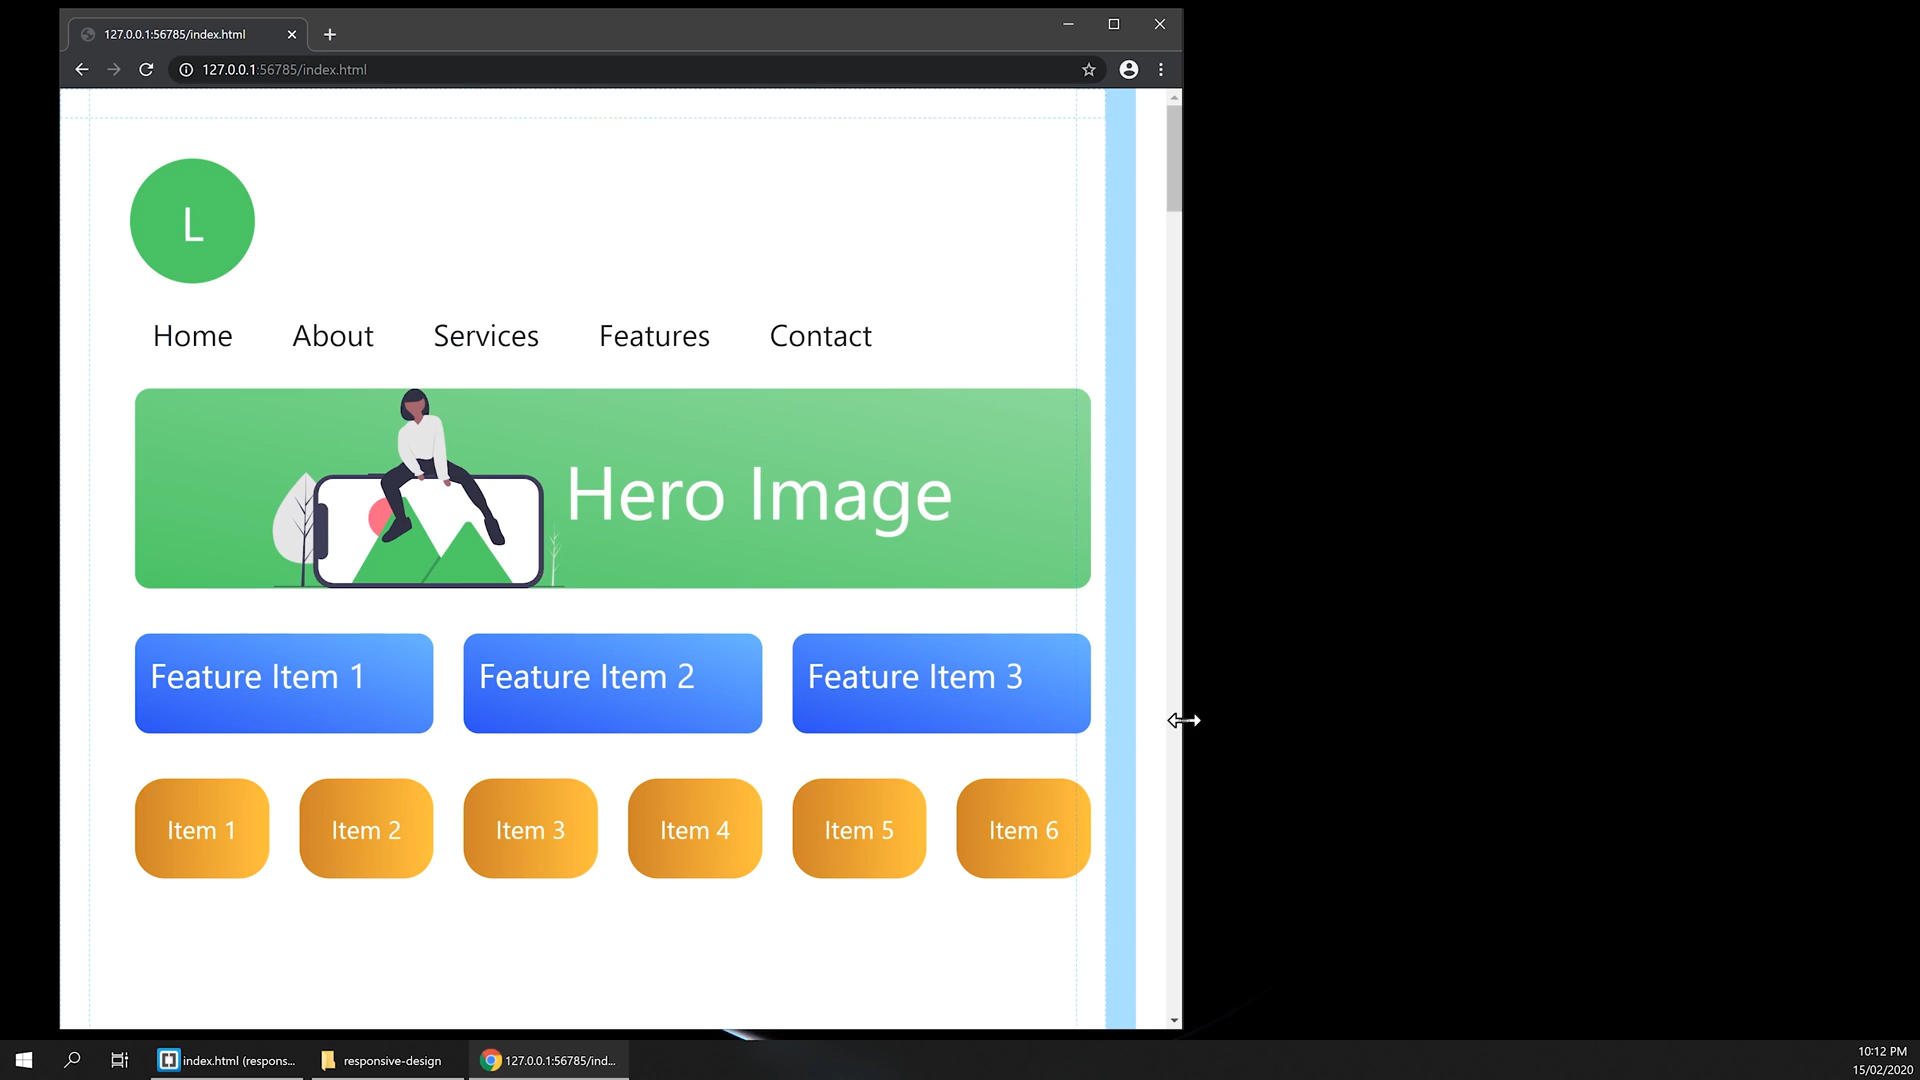 127.0.0.1:56785/index.html
127.0.0.1:56785/index.html
L
Home About Services Features Contact
Hero Image
Feature Item 1 Feature Item 2 Feature Item 3
Item 1 Item 2 Item 3 Item 4 Item 5 Item 6
index.html (respons... responsive-design 127.0.0.1:56785/ind...
10:12 PM
15/02/2020